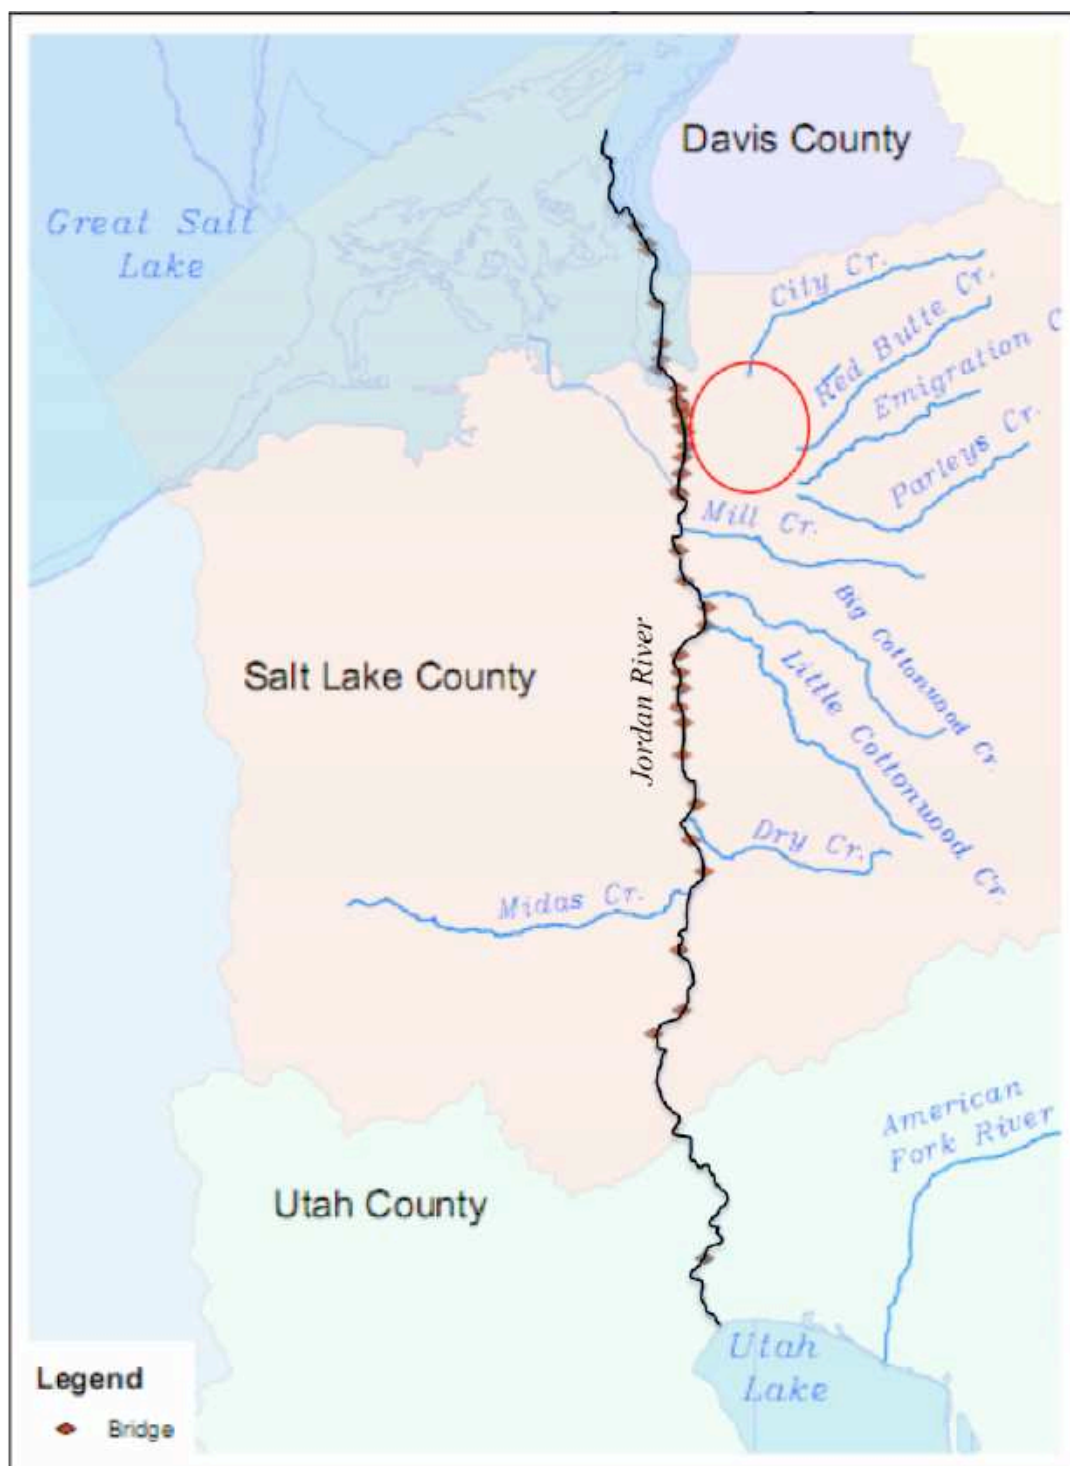 Davis County
Great Salt
Lake
City Cr.
Red Butte Cr.
Emigration C
Parleys Cr.
Mill Cr.
Big Cottonwood Cr.
Jordan River
Salt Lake County
Little Cottonwood Cr.
Dry Cr.
Midas Cr.
American
Fork River
Utah County
Utah
Lake
Legend
Bridge